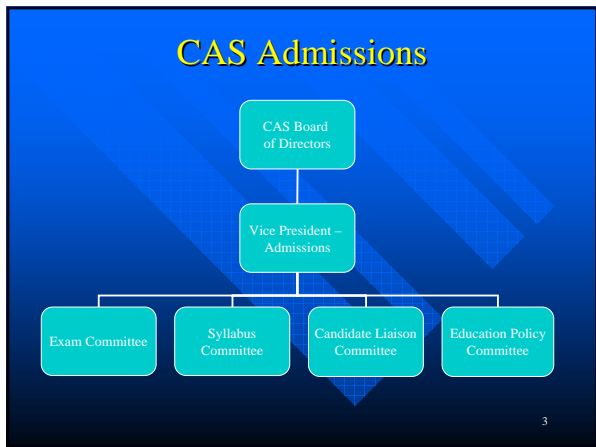 CAS Admissions
CAS Board
of Directors
Vice President –
Admissions
Exam Committee
Syllabus
Committee
Candidate Liaison
Committee
Education Policy
Committee
3